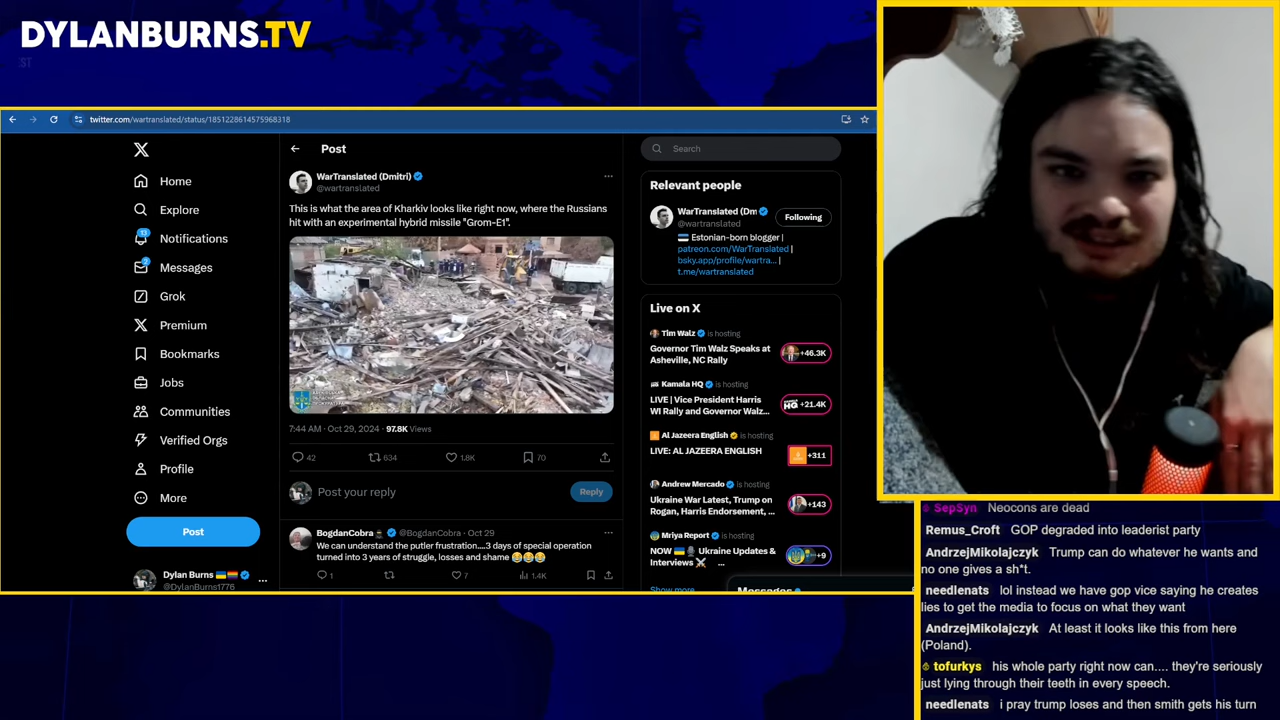 DYLANBURNS.TV
ST
twitter.com/wartranslated/status/1851228614575968318
Home
Explore
13
Notifications
2
Messages
Grok
Premium
Bookmarks
Jobs
Communities
Verified Orgs
Profile
More
Post
Dylan Burns
@DylanBurns1776
Post
WarTranslated (Dmitri)
@wartranslated
This is what the area of Kharkiv looks like right now, where the Russians
hit with an experimental hybrid missile "Grom-E1".
7:44 AM · Oct 29, 2024 · 97.8K Views
42
634
1.8K
70
Post your reply
Reply
BogdanCobra @BogdanCobra · Oct 29
We can understand the putler frustration....3 days of special operation
turned into 3 years of struggle, losses and shame
1
7
1.4K
Search
Relevant people
WarTranslated (Dm
@wartranslated
Following
Estonian-born blogger |
patreon.com/WarTranslated |
bsky.app/profile/wartra... |
t.me/wartranslated
Live on X
Tim Walz is hosting
Governor Tim Walz Speaks at
Asheville, NC Rally
+46.3K
Kamala HQ is hosting
LIVE | Vice President Harris
WI Rally and Governor Walz...
HQ +21.4K
Al Jazeera English is hosting
LIVE: AL JAZEERA ENGLISH
+311
Andrew Mercado is hosting
Ukraine War Latest, Trump on
Rogan, Harris Endorsement, ...
+143
Mriya Report is hosting
NOW Ukraine Updates &
Interviews ...
+9
Show more
Messages
SepSyn Neocons are dead
Remus_Croft GOP degraded into leaderist party
AndrzejMikolajczyk Trump can do whatever he wants and
no one gives a sh*t.
needlenats lol instead we have gop vice saying he creates
lies to get the media to focus on what they want
AndrzejMikolajczyk At least it looks like this from here
(Poland).
tofurkys his whole party right now can.... they're seriously
just lying through their teeth in every speech.
needlenats i pray trump loses and then smith gets his turn